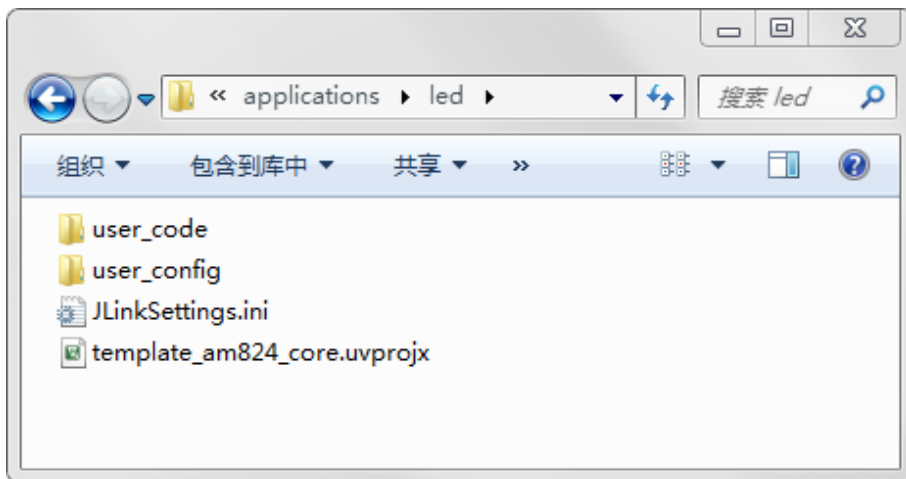 « applications ▸ led ▸
搜索 led
组织 包含到库中 共享 »
user_code
user_config
JLinkSettings.ini
template_am824_core.uvprojx